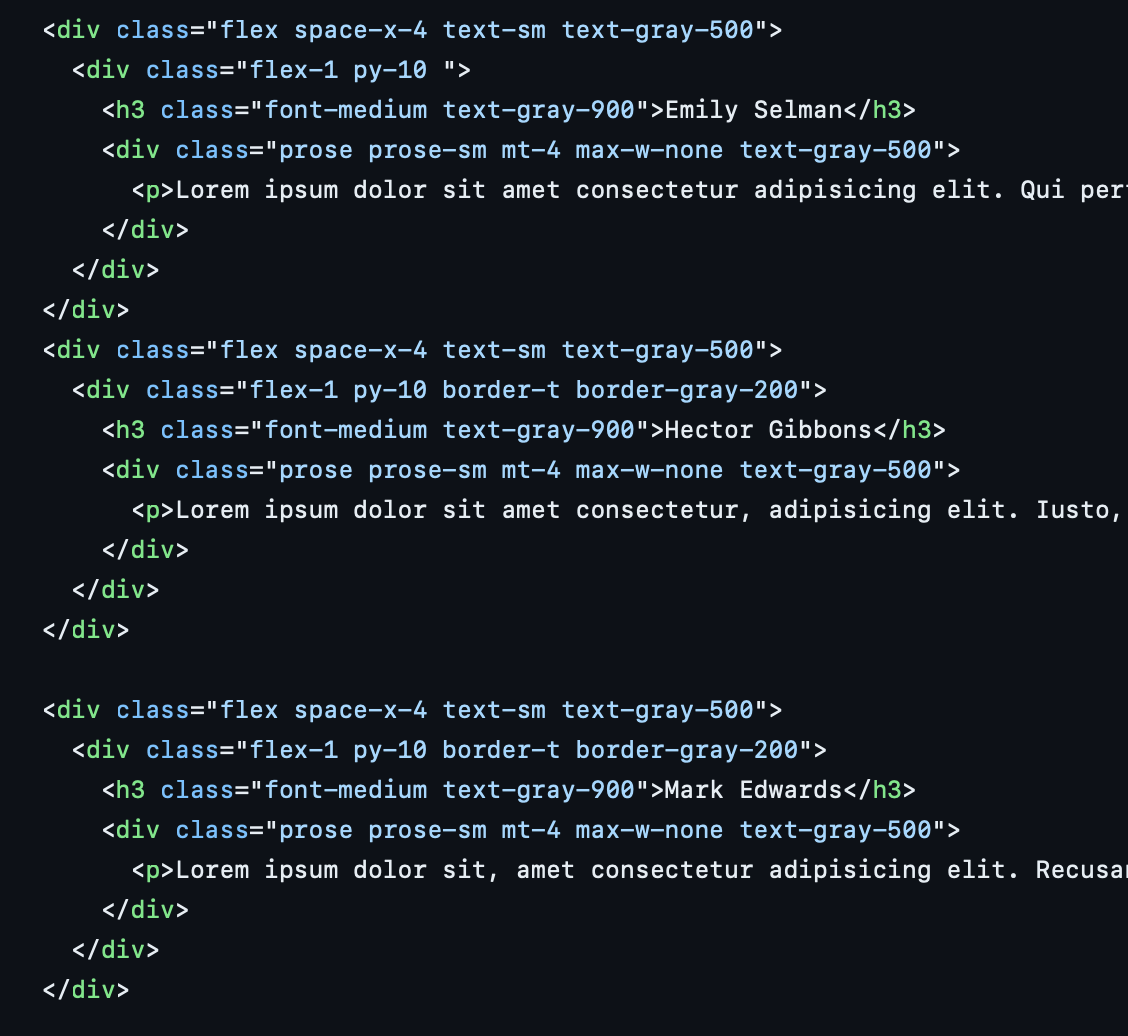 <div class="flex space-x-4 text-sm text-gray-500">
<div class="flex-1 py-10 ">
<h3 class="font-medium text-gray-900">Emily Selman</h3>
<div class="prose prose-sm mt-4 max-w-none text-gray-500">
<p>Lorem ipsum dolor sit amet consectetur adipisicing elit. Qui
</div>
</div>
</div>
<div class="flex space-x-4 text-sm text-gray-500">
<div class="flex-1 py-10 border-t border-gray-200">
<h3 class="font-medium text-gray-900">Hector Gibbons</h3>
<div class="prose prose-sm mt-4 max-w-none text-gray-500">
<p>Lorem ipsum dolor sit amet consectetur, adipisicing elit. Iusto,
</div>
</div>
</div>
<div class="flex space-x-4 text-sm text-gray-500">
<div class="flex-1 py-10 border-t border-gray-200">
<h3 class="font-medium text-gray-900">Mark Edwards</h3>
<div class="prose prose-sm mt-4 max-w-none text-gray-500">
<p>Lorem ipsum dolor sit, amet consectetur adipisicing elit.
</div>
</div>
</div>